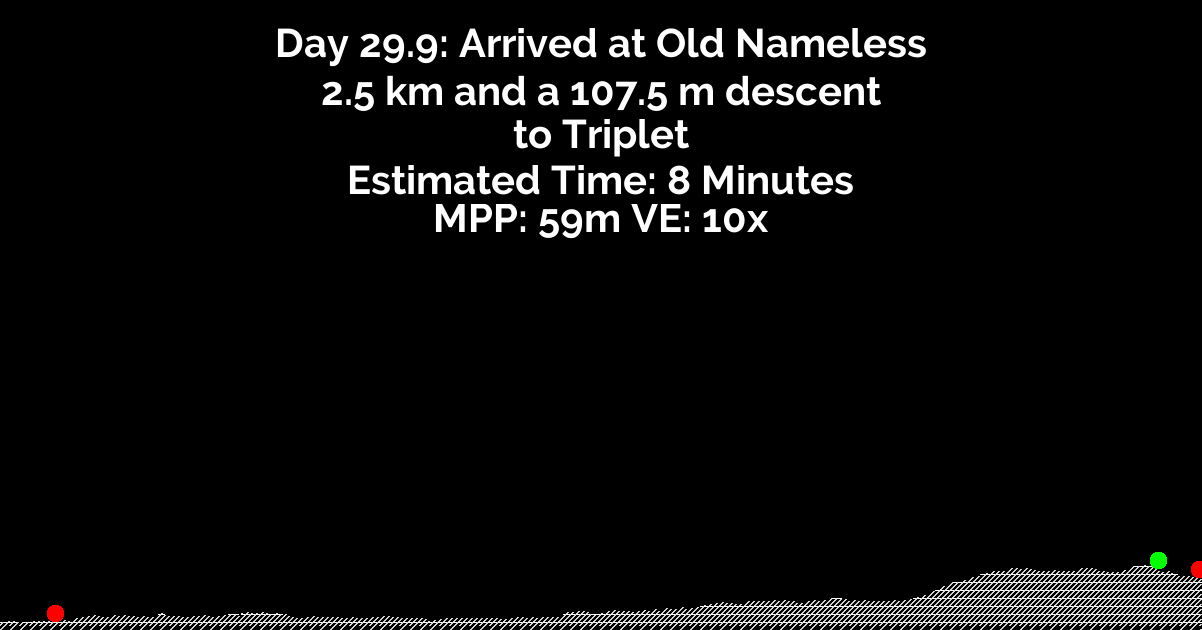 Day 29.9: Arrived at Old Nameless
2.5 km and a 107.5 m descent
to Triplet
Estimated Time: 8 Minutes
MPP: 59m VE: 10x